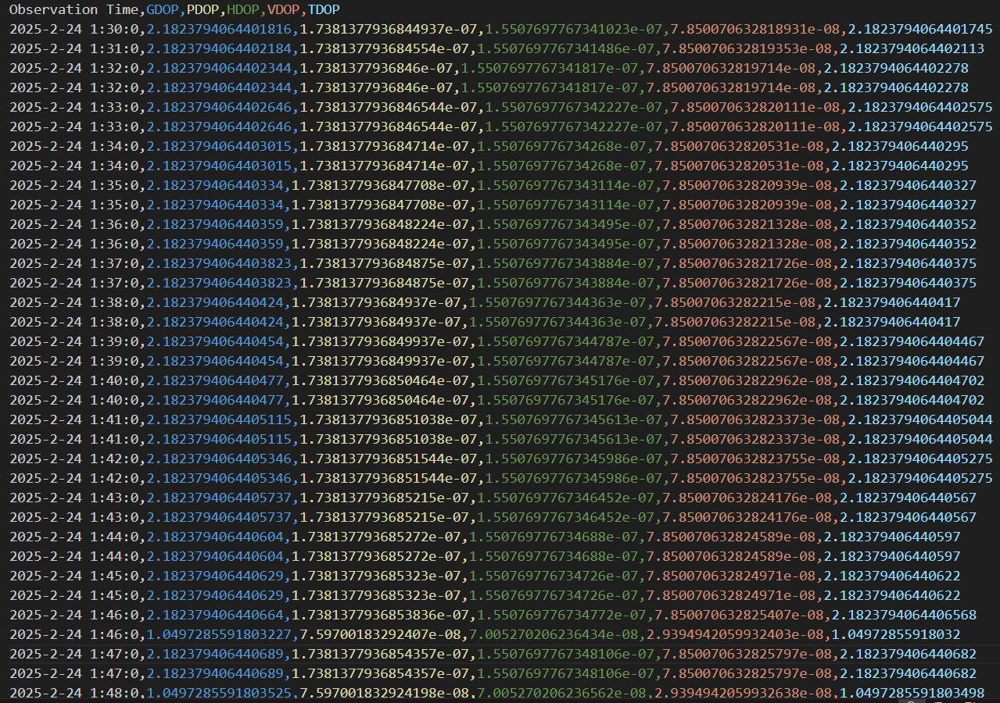 Observation Time,GDOP,PDOP,HDOP,VDOP,TDOP
2025-2-24 1:30:0,2.1823794064401816,1.7381377936844937e-07,1.5507697767341023e-07,7.850070632818931e-08,2.1823794064401745
2025-2-24 1:31:0,2.1823794064402184,1.7381377936844554e-07,1.5507697767341486e-07,7.850070632819353e-08,2.1823794064402113
2025-2-24 1:32:0,2.1823794064402344,1.73813779368​46e-07,1.5507697767341817e-07,7.850070632819714e-08,2.1823794064402278
2025-2-24 1:32:0,2.1823794064402344,1.7381377936846e-07,1.5507697767341817e-07,7.850070632819714e-08,2.1823794064402278
2025-2-24 1:33:0,2.1823794064402646,1.7381377936846544e-07,1.5507697767342227e-07,7.850070632820111e-08,2.1823794064402575
2025-2-24 1:33:0,2.1823794064402646,1.7381377936846544e-07,1.5507697767342227e-07,7.850070632820111e-08,2.1823794064402575
2025-2-24 1:34:0,2.1823794064403015,1.738137793684714e-07,1.550769776734268e-07,7.850070632820531e-08,2.182379406440295
2025-2-24 1:34:0,2.1823794064403015,1.738137793684714e-07,1.550769776734268e-07,7.850070632820531e-08,2.182379406440295
2025-2-24 1:35:0,2.182379406440334,1.7381377936847708e-07,1.5507697767343114e-07,7.850070632820939e-08,2.182379406440327
2025-2-24 1:35:0,2.182379406440334,1.7381377936847708e-07,1.5507697767343114e-07,7.850070632820939e-08,2.182379406440327
2025-2-24 1:36:0,2.182379406440359,1.7381377936848224e-07,1.5507697767343495e-07,7.850070632821328e-08,2.182379406440352
2025-2-24 1:36:0,2.182379406440359,1.7381377936848224e-07,1.5507697767343495e-07,7.850070632821328e-08,2.182379406440352
2025-2-24 1:37:0,2.1823794064403823,1.738137793684875e-07,1.5507697767343884e-07,7.850070632821726e-08,2.182379406440375
2025-2-24 1:37:0,2.1823794064403823,1.738137793684875e-07,1.5507697767343884e-07,7.850070632821726e-08,2.182379406440375
2025-2-24 1:38:0,2.182379406440424,1.738137793684937e-07,1.5507697767344363e-07,7.85007063282215e-08,2.182379406440417
2025-2-24 1:38:0,2.182379406440424,1.738137793684937e-07,1.5507697767344363e-07,7.85007063282215e-08,2.182379406440417
2025-2-24 1:39:0,2.182379406440454,1.7381377936849937e-07,1.5507697767344787e-07,7.850070632822567e-08,2.1823794064404467
2025-2-24 1:39:0,2.182379406440454,1.7381377936849937e-07,1.5507697767344787e-07,7.850070632822567e-08,2.1823794064404467
2025-2-24 1:40:0,2.182379406440477,1.7381377936850464e-07,1.5507697767345176e-07,7.850070632822962e-08,2.1823794064404702
2025-2-24 1:40:0,2.182379406440477,1.7381377936850464e-07,1.5507697767345176e-07,7.850070632822962e-08,2.1823794064404702
2025-2-24 1:41:0,2.1823794064405115,1.7381377936851038e-07,1.5507697767345613e-07,7.850070632823373e-08,2.1823794064405044
2025-2-24 1:41:0,2.1823794064405115,1.7381377936851038e-07,1.5507697767345613e-07,7.850070632823373e-08,2.1823794064405044
2025-2-24 1:42:0,2.1823794064405346,1.7381377936851544e-07,1.5507697767345986e-07,7.850070632823755e-08,2.1823794064405275
2025-2-24 1:42:0,2.1823794064405346,1.7381377936851544e-07,1.5507697767345986e-07,7.850070632823755e-08,2.1823794064405275
2025-2-24 1:43:0,2.1823794064405737,1.738137793685215e-07,1.5507697767346452e-07,7.850070632824176e-08,2.182379406440567
2025-2-24 1:43:0,2.1823794064405737,1.738137793685215e-07,1.5507697767346452e-07,7.850070632824176e-08,2.182379406440567
2025-2-24 1:44:0,2.182379406440604,1.738137793685272e-07,1.550769776734688e-07,7.850070632824589e-08,2.182379406440597
2025-2-24 1:44:0,2.182379406440604,1.738137793685272e-07,1.550769776734688e-07,7.850070632824589e-08,2.182379406440597
2025-2-24 1:45:0,2.182379406440629,1.738137793685323e-07,1.550769776734726e-07,7.850070632824971e-08,2.182379406440622
2025-2-24 1:45:0,2.182379406440629,1.738137793685323e-07,1.550769776734726e-07,7.850070632824971e-08,2.182379406440622
2025-2-24 1:46:0,2.182379406440664,1.7381377936853836e-07,1.550769776734772e-07,7.850070632825407e-08,2.1823794064406568
2025-2-24 1:46:0,1.0497285591803227,7.59700183292407e-08,7.005270206236434e-08,2.9394942059932403e-08,1.04972855918032
2025-2-24 1:47:0,2.182379406440689,1.7381377936854357e-07,1.5507697767348106e-07,7.850070632825797e-08,2.182379406440682
2025-2-24 1:47:0,2.182379406440689,1.7381377936854357e-07,1.5507697767348106e-07,7.850070632825797e-08,2.182379406440682
2025-2-24 1:48:0,1.0497285591803525,7.597001832924198e-08,7.005270206236562e-08,2.9394942059932638e-08,1.0497285591803498